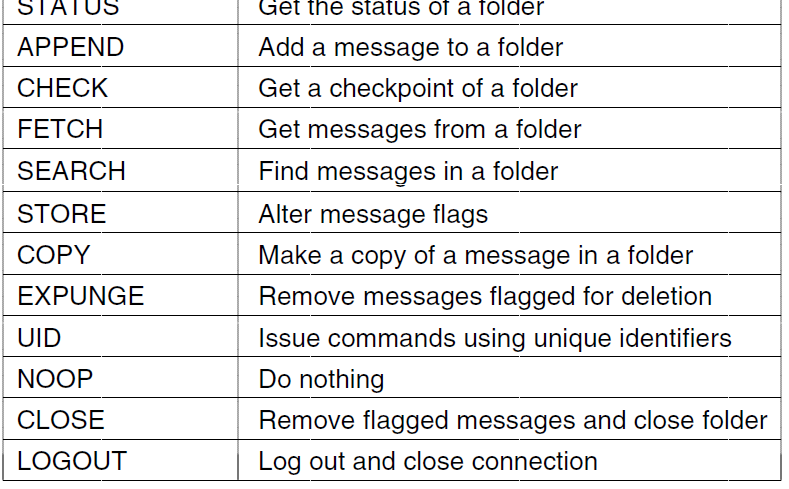 STATUS Get the status of a folder
APPEND Add a message to a folder
CHECK Get a checkpoint of a folder
FETCH Get messages from a folder
SEARCH Find messages in a folder
STORE Alter message flags
COPY Make a copy of a message in a folder
EXPUNGE Remove messages flagged for deletion
UID Issue commands using unique identifiers
NOOP Do nothing
CLOSE Remove flagged messages and close folder
LOGOUT Log out and close connection